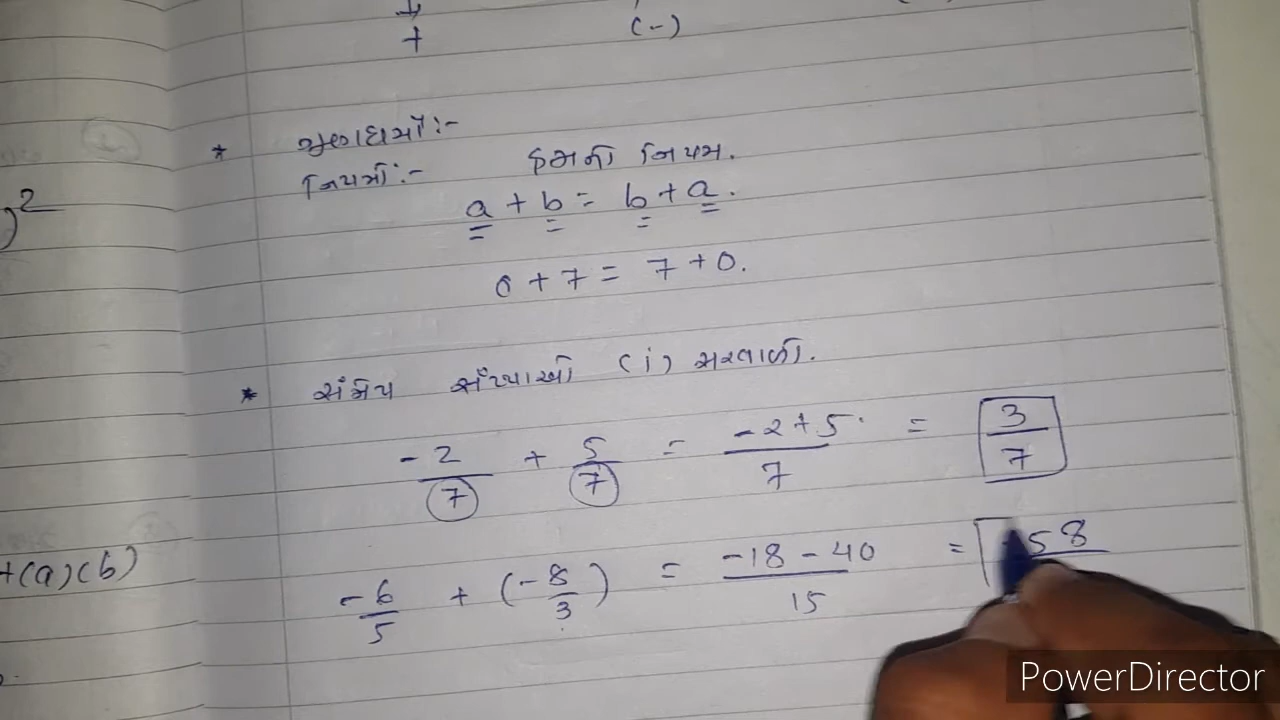 +
(-)
)²
* ગુણધર્મો :-
નિયમો :- ક્રમનો નિયમ.
a + b = b + a.
0 + 7 = 7 + 0.
* સંમેય સંખ્યાઓ (i) સરવાળો.
-2/7 + 5/7 = -2+5/7 = 3/7
+(a)(b)
-6/5 + (-8/3) = -18-40/15 = 58
PowerDirector